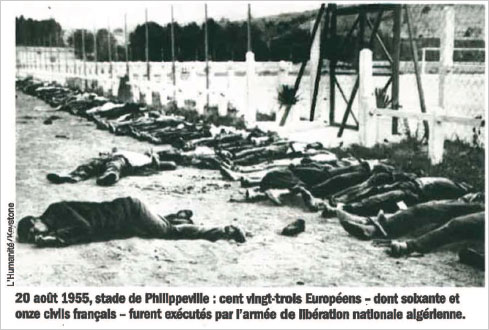 L'Humanité/Keystone
20 août 1955, stade de Philippeville : cent vingt-trois Européens – dont soixante et
onze civils français – furent exécutés par l'armée de libération nationale algérienne.